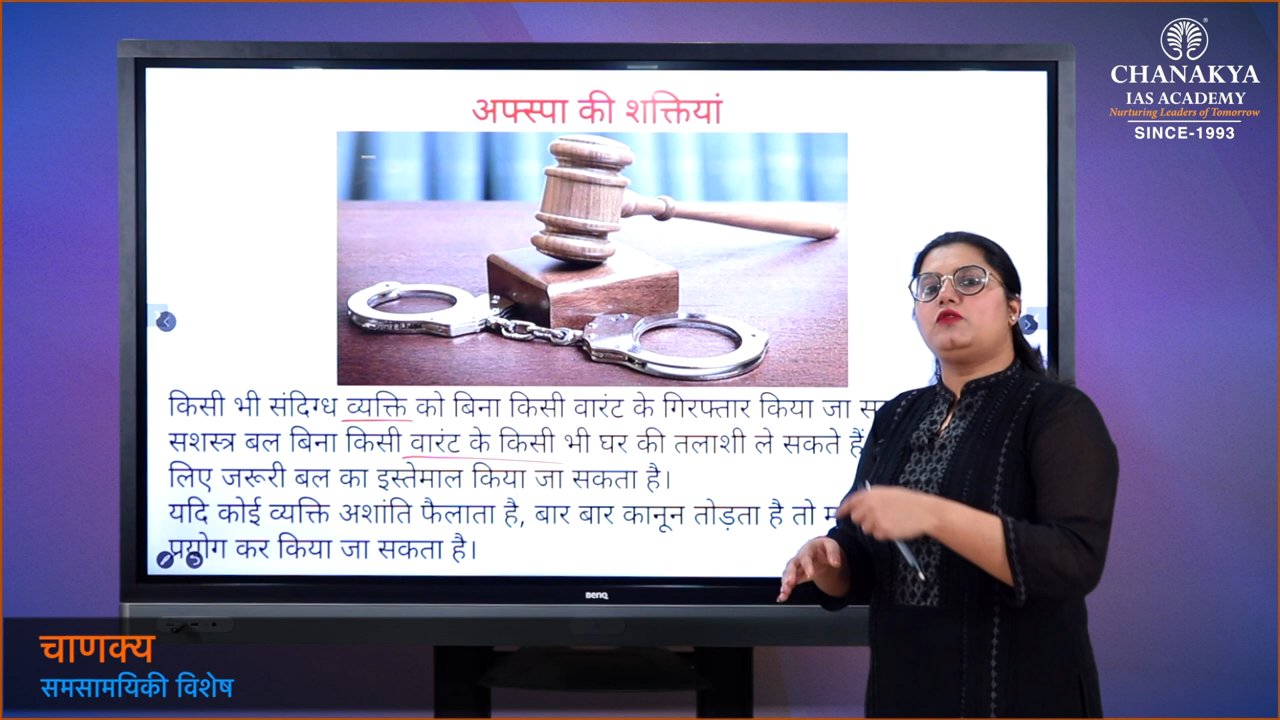 अफ्स्पा की शक्तियां
किसी भी संदिग्ध व्यक्ति को बिना किसी वारंट के गिरफ्तार किया जा
सशस्त्र बल बिना किसी वारंट के किसी भी घर की तलाशी ले सकते हैं
लिए जरूरी बल का इस्तेमाल किया जा सकता है।
यदि कोई व्यक्ति अशांति फैलाता है, बार बार कानून तोड़ता है तो
प्रयोग कर किया जा सकता है।
BenQ
CHANAKYA
IAS ACADEMY
Nurturing Leaders of Tomorrow
SINCE-1993
चाणक्य
समसामयिकी विशेष